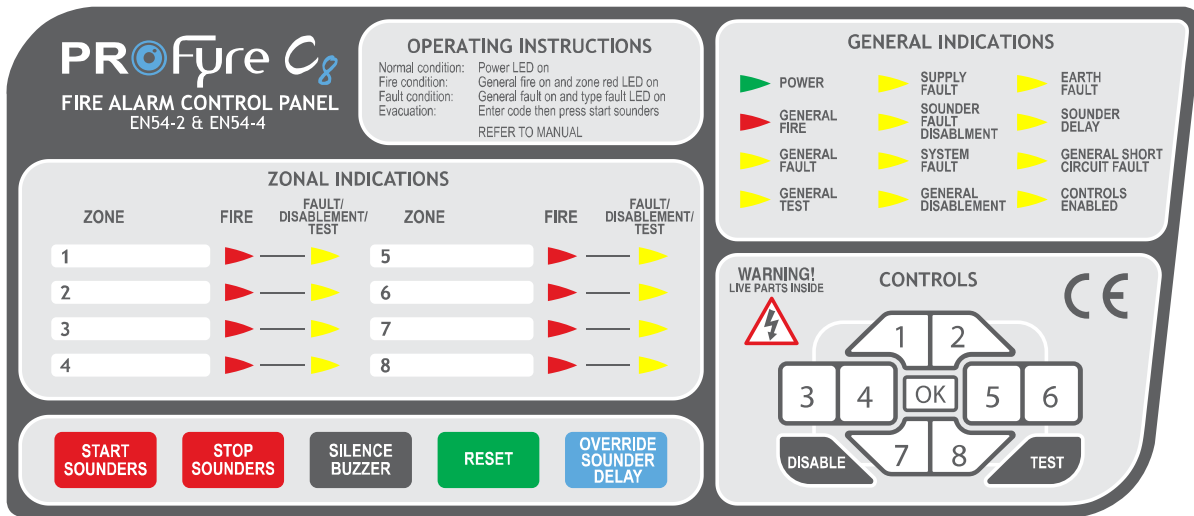 PROFyre C8
FIRE ALARM CONTROL PANEL
EN54-2 & EN54-4
OPERATING INSTRUCTIONS
Normal condition: Power LED on
Fire condition: General fire on and zone red LED on
Fault condition: General fault on and type fault LED on
Evacuation: Enter code then press start sounders
REFER TO MANUAL
GENERAL INDICATIONS
POWER
GENERAL
FIRE
GENERAL
FAULT
GENERAL
TEST
SUPPLY
FAULT
SOUNDER
FAULT
DISABLMENT
SYSTEM
FAULT
GENERAL
DISABLEMENT
EARTH
FAULT
SOUNDER
DELAY
GENERAL SHORT
CIRCUIT FAULT
CONTROLS
ENABLED
ZONAL INDICATIONS
ZONE
FIRE
FAULT/
DISABLEMENT/
TEST
1
2
3
4
ZONE
FIRE
FAULT/
DISABLEMENT/
TEST
5
6
7
8
WARNING!
LIVE PARTS INSIDE
CONTROLS
CE
1 2
3 4 OK 5 6
DISABLE 7 8 TEST
START
SOUNDERS
STOP
SOUNDERS
SILENCE
BUZZER
RESET
OVERRIDE
SOUNDER
DELAY